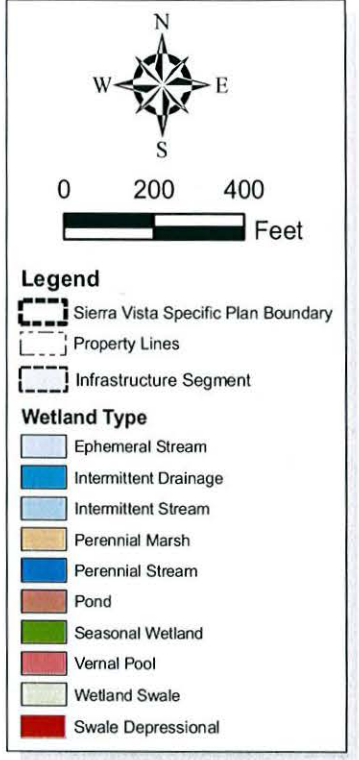 N
W E
S
0 200 400
Feet
Legend
Sierra Vista Specific Plan Boundary
Property Lines
Infrastructure Segment
Wetland Type
Ephemeral Stream
Intermittent Drainage
Intermittent Stream
Perennial Marsh
Perennial Stream
Pond
Seasonal Wetland
Vernal Pool
Wetland Swale
Swale Depressional